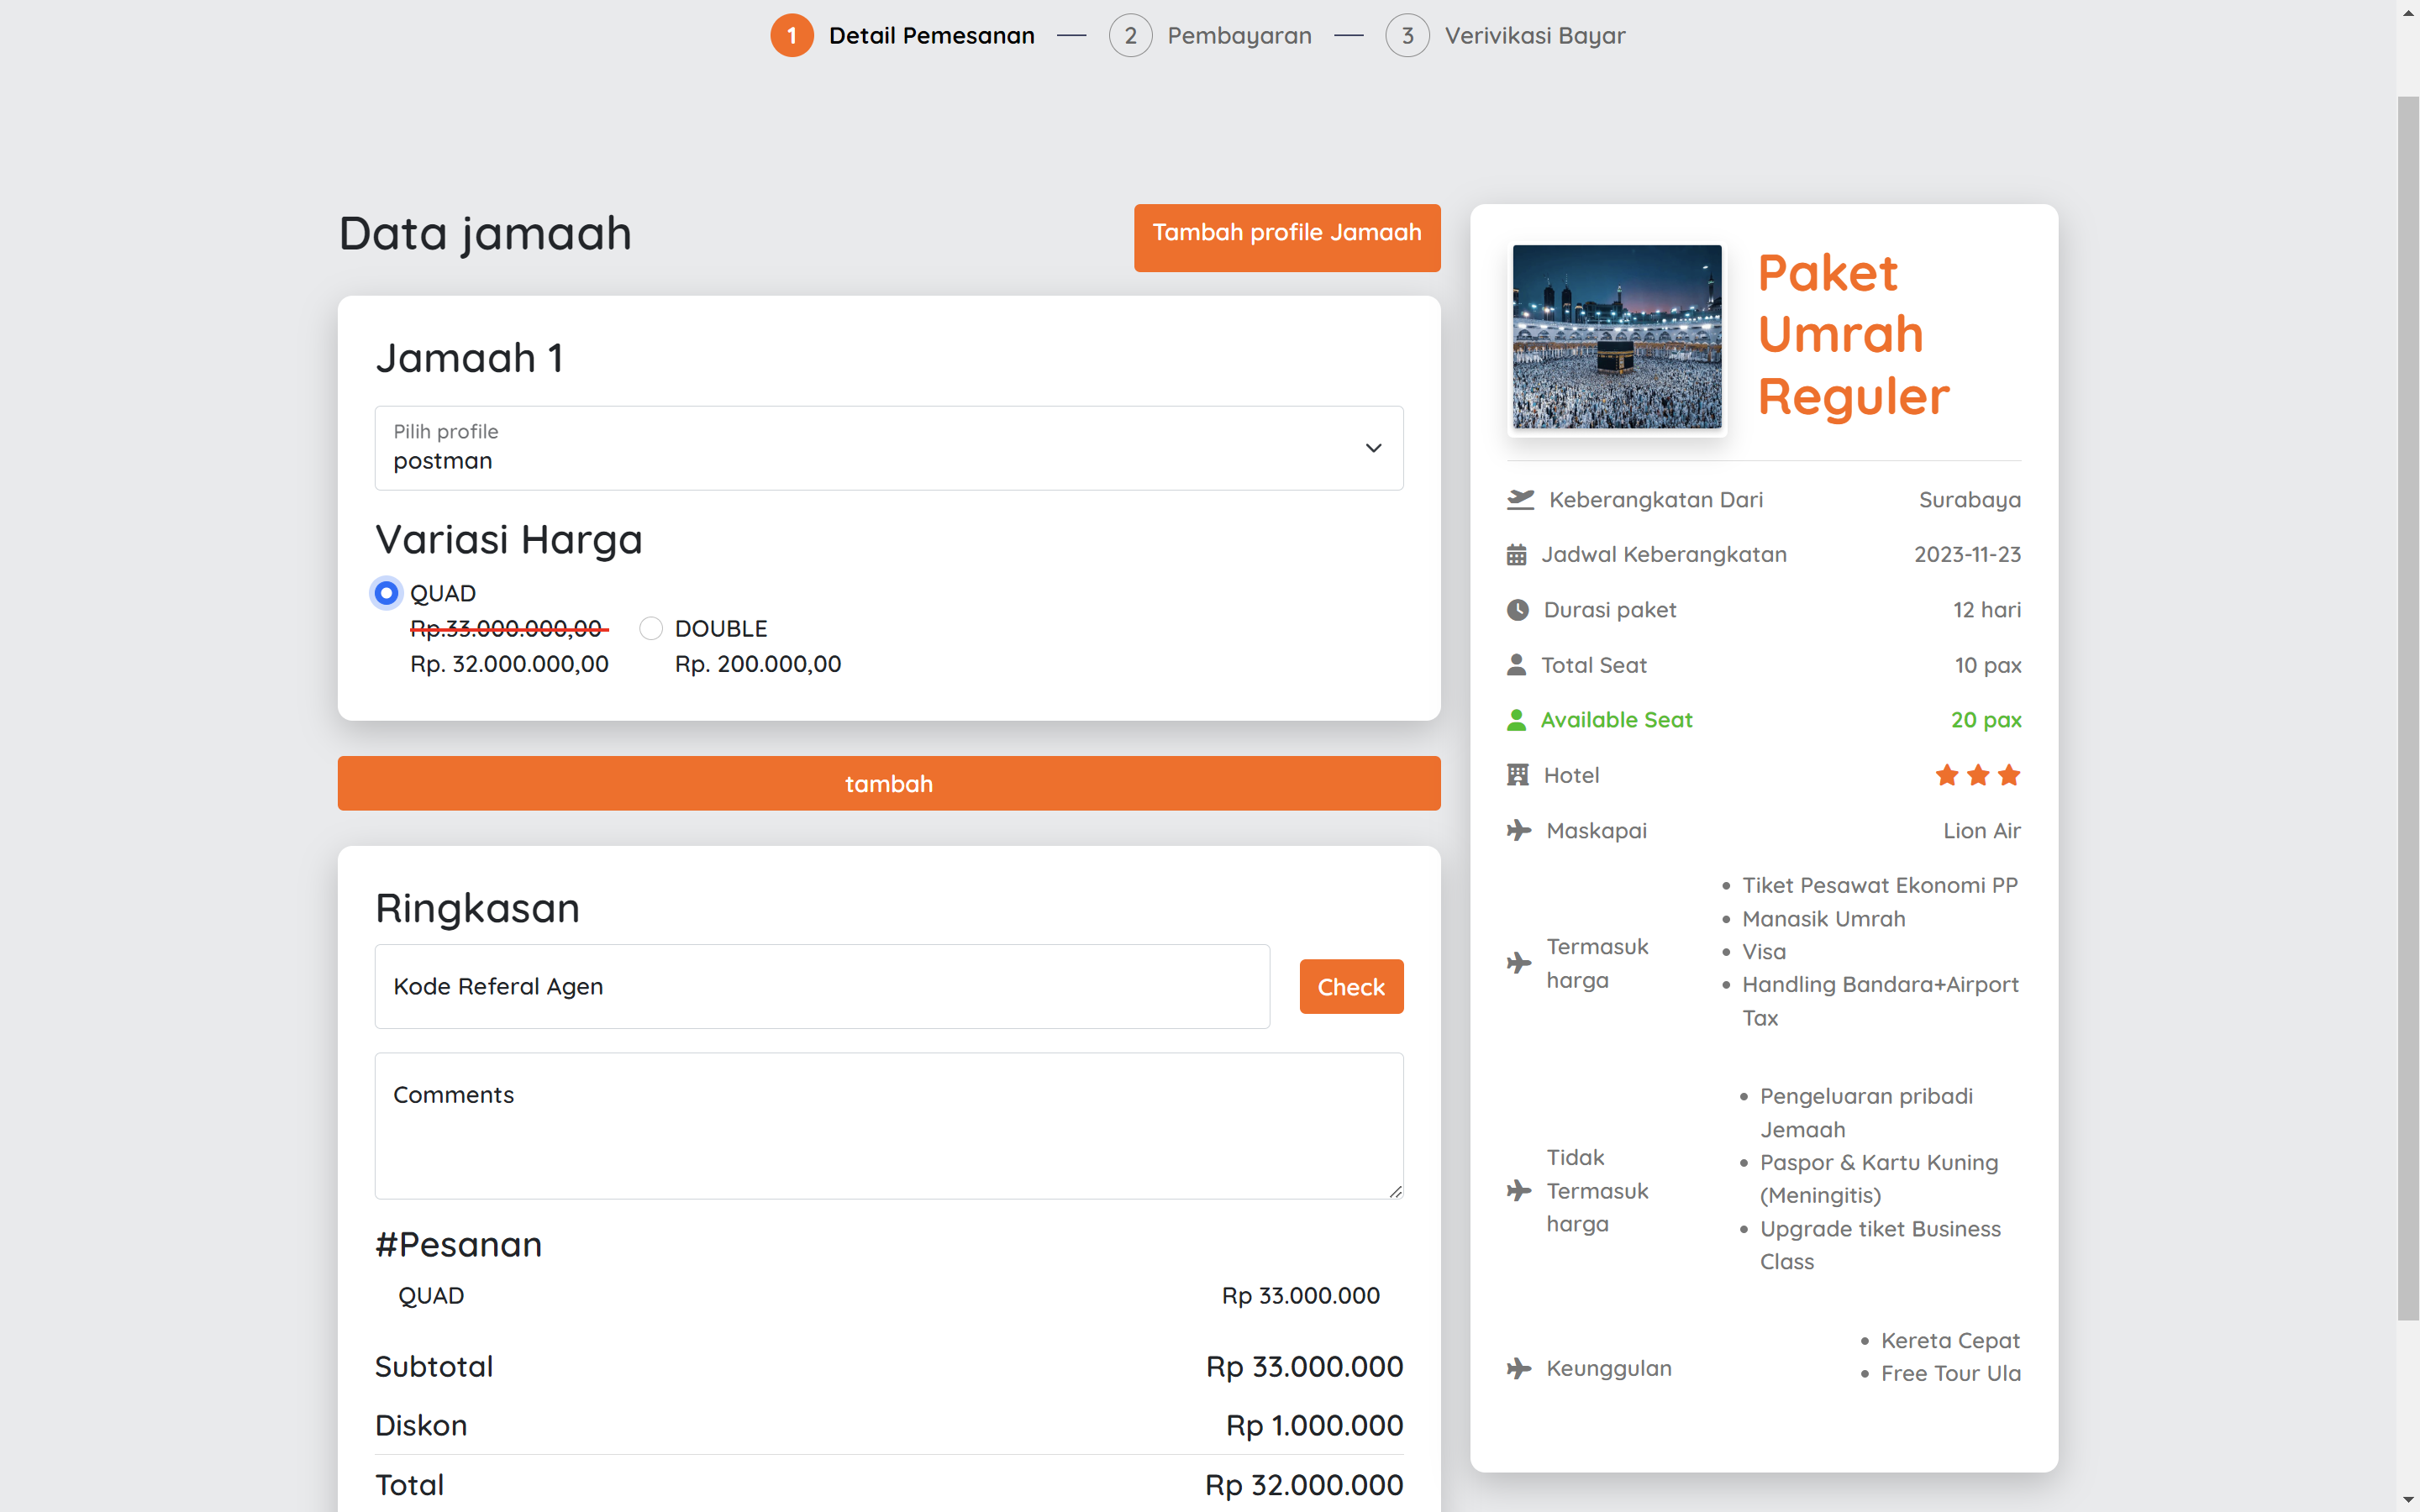 1 Detail Pemesanan — 2 Pembayaran — 3 Verivikasi Bayar
Data jamaah
Tambah profile Jamaah
Jamaah 1
Pilih profile
postman
Variasi Harga
QUAD
Rp.33.000.000,00
Rp. 32.000.000,00
DOUBLE
Rp. 200.000,00
tambah
Ringkasan
Kode Referal Agen
Check
Comments
#Pesanan
QUAD Rp 33.000.000
Subtotal Rp 33.000.000
Diskon Rp 1.000.000
Total Rp 32.000.000
Paket
Umrah
Reguler
Keberangkatan Dari Surabaya
Jadwal Keberangkatan 2023-11-23
Durasi paket 12 hari
Total Seat 10 pax
Available Seat 20 pax
Hotel
Maskapai Lion Air
Termasuk
harga
• Tiket Pesawat Ekonomi PP
• Manasik Umrah
• Visa
• Handling Bandara+Airport
Tax
Tidak
Termasuk
harga
• Pengeluaran pribadi
Jemaah
• Paspor & Kartu Kuning
(Meningitis)
• Upgrade tiket Business
Class
Keunggulan
• Kereta Cepat
• Free Tour Ula